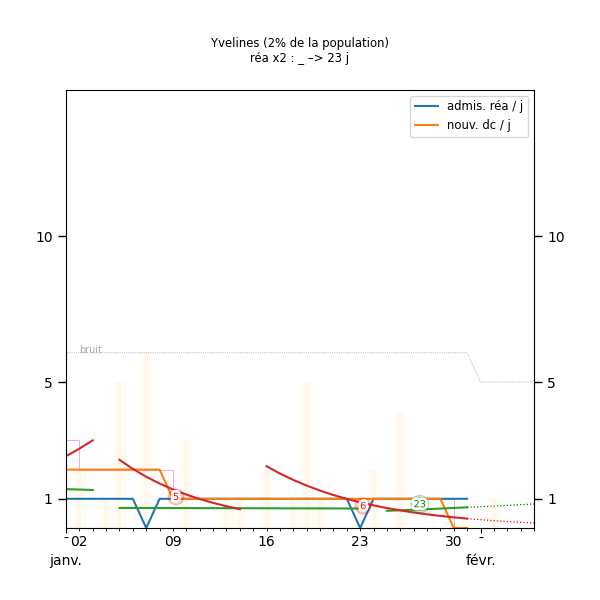 Yvelines (2% de la population)
réa x2 : _ –> 23 j
admis. réa / j
nouv. dc / j
10 10
bruit
5 5
5 6 23
1 1
02 09 16 23 30 -
janv. févr.